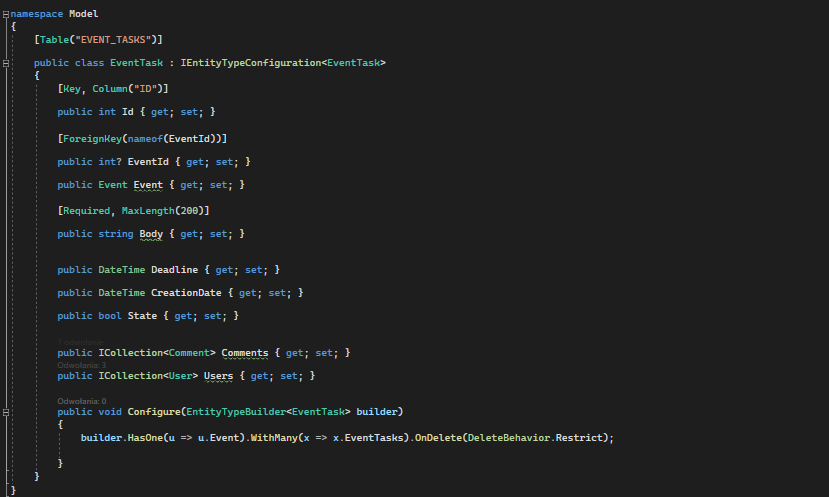 namespace Model
{
[Table("EVENT_TASKS")]
public class EventTask : IEntityTypeConfiguration<EventTask>
{
[Key, Column("ID")]
public int Id { get; set; }
[ForeignKey(nameof(EventId))]
public int? EventId { get; set; }
public Event Event { get; set; }
[Required, MaxLength(200)]
public string Body { get; set; }
public DateTime Deadline { get; set; }
public DateTime CreationDate { get; set; }
public bool State { get; set; }
public ICollection<Comment> Comments { get; set; }
Odwołania: 3
public ICollection<User> Users { get; set; }
Odwołania: 0
public void Configure(EntityTypeBuilder<EventTask> builder)
{
builder.HasOne(u => u.Event).WithMany(x => x.EventTasks).OnDelete(DeleteBehavior.Restrict);
}
}
}